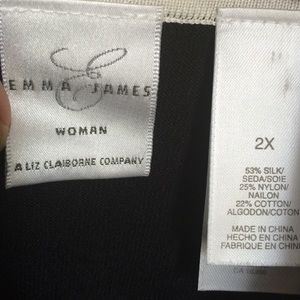 EMMA JAMES
WOMAN
A LIZ CLAIBORNE COMPANY
2X
53% SILK/
SEDA/SOIE
25% NYLON/
NAILON
22% COTTON/
ALGODON/COTON
MADE IN CHINA
HECHO EN CHINA
FABRIQUE EN CHINE